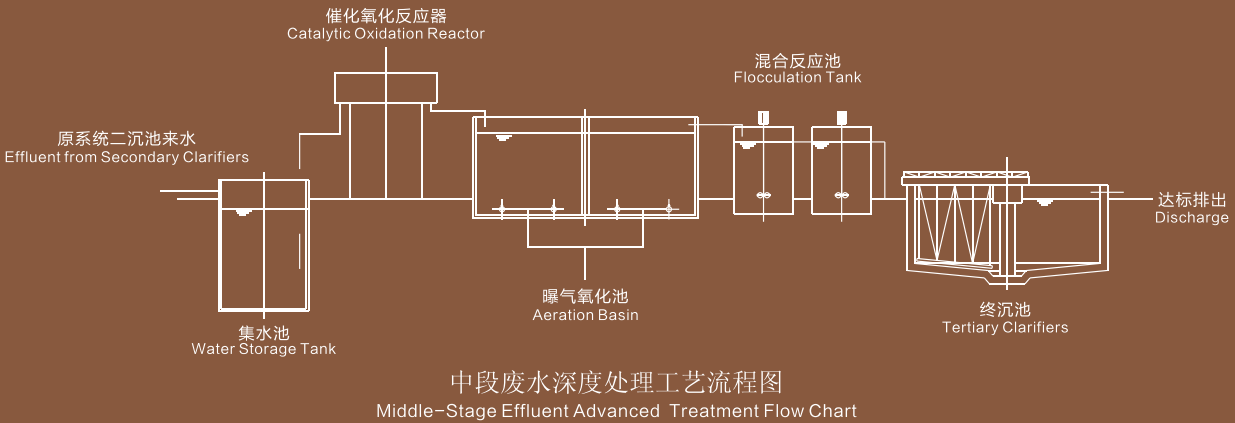 催化氧化反应器
Catalytic Oxidation Reactor
混合反应池
Flocculation Tank
原系统二沉池来水
Effluent from Secondary Clarifiers
达标排出
Discharge
曝气氧化池
Aeration Basin
终沉池
Tertiary Clarifiers
集水池
Water Storage Tank
中段废水深度处理工艺流程图
Middle-Stage Effluent Advanced Treatment Flow Chart